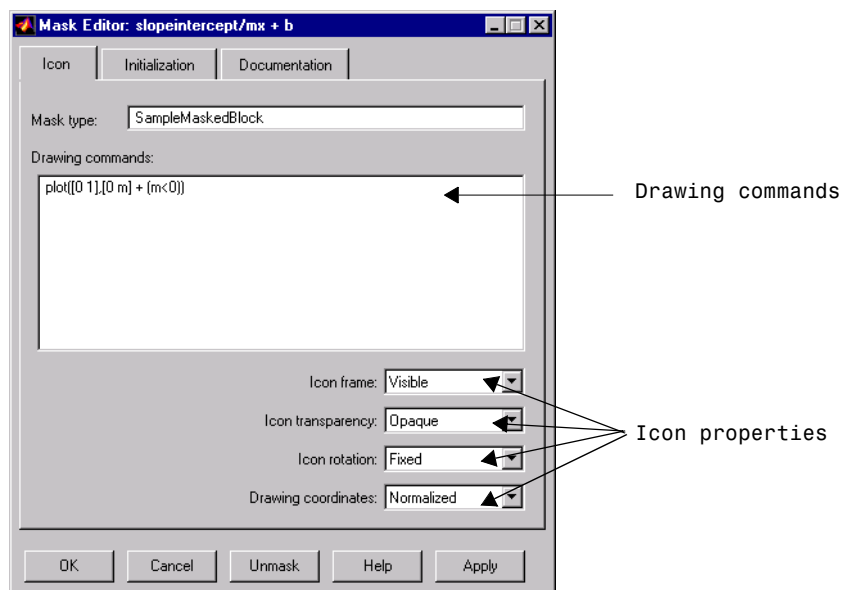 Mask Editor: slopeintercept/mx + b
Icon Initialization Documentation
Mask type: SampleMaskedBlock
Drawing commands:
plot([0 1],[0 m] + (m<0))
Drawing commands
Icon frame: Visible
Icon transparency: Opaque
Icon properties
Icon rotation: Fixed
Drawing coordinates: Normalized
OK Cancel Unmask Help Apply